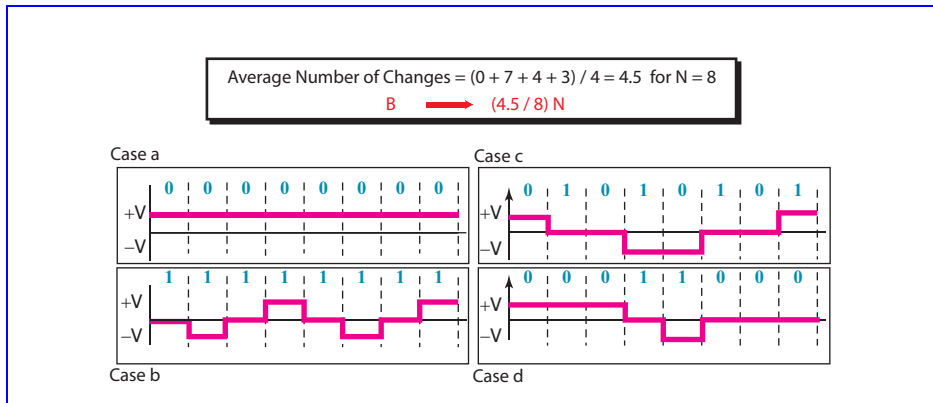 Average Number of Changes = (0 + 7 + 4 + 3) / 4 = 4.5 for N = 8
B (4.5 / 8) N
Case a
0 0 0 0 0 0 0 0
+V
−V
Case c
0 1 0 1 0 1 0 1
+V
−V
1 1 1 1 1 1 1 1
+V
−V
Case b
0 0 0 1 1 0 0 0
+V
−V
Case d